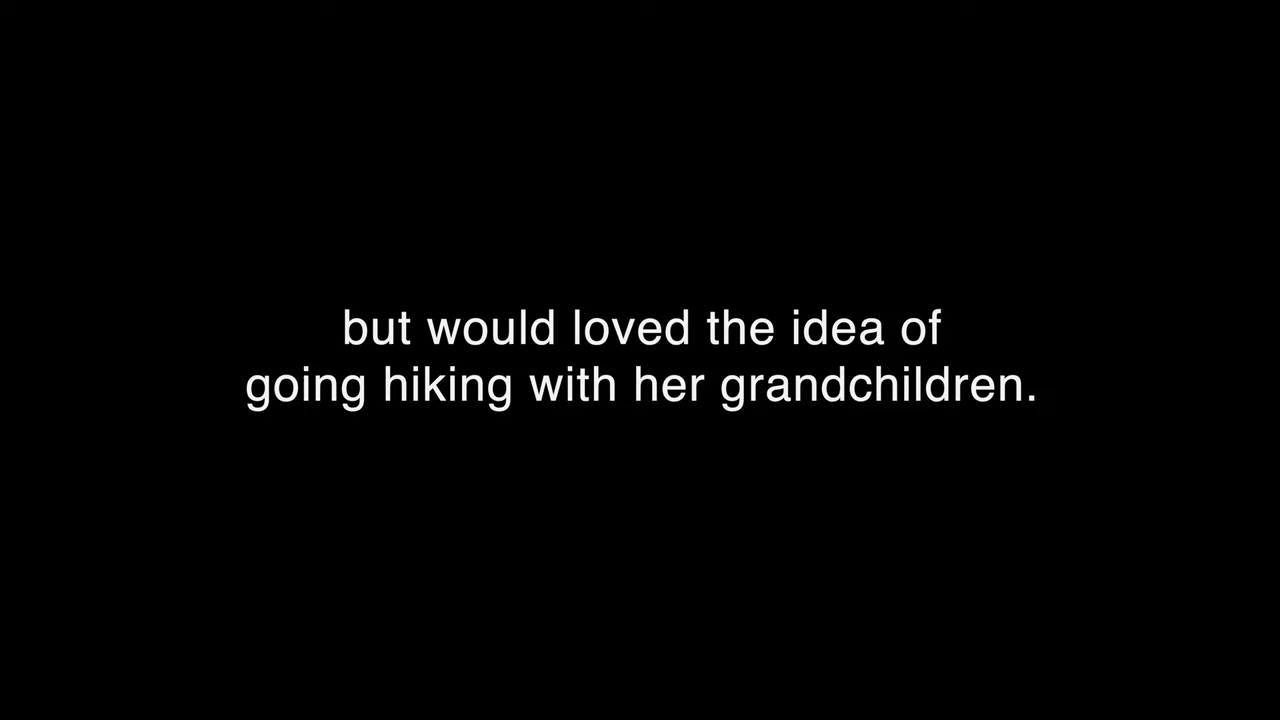 but would loved the idea of
going hiking with her grandchildren.